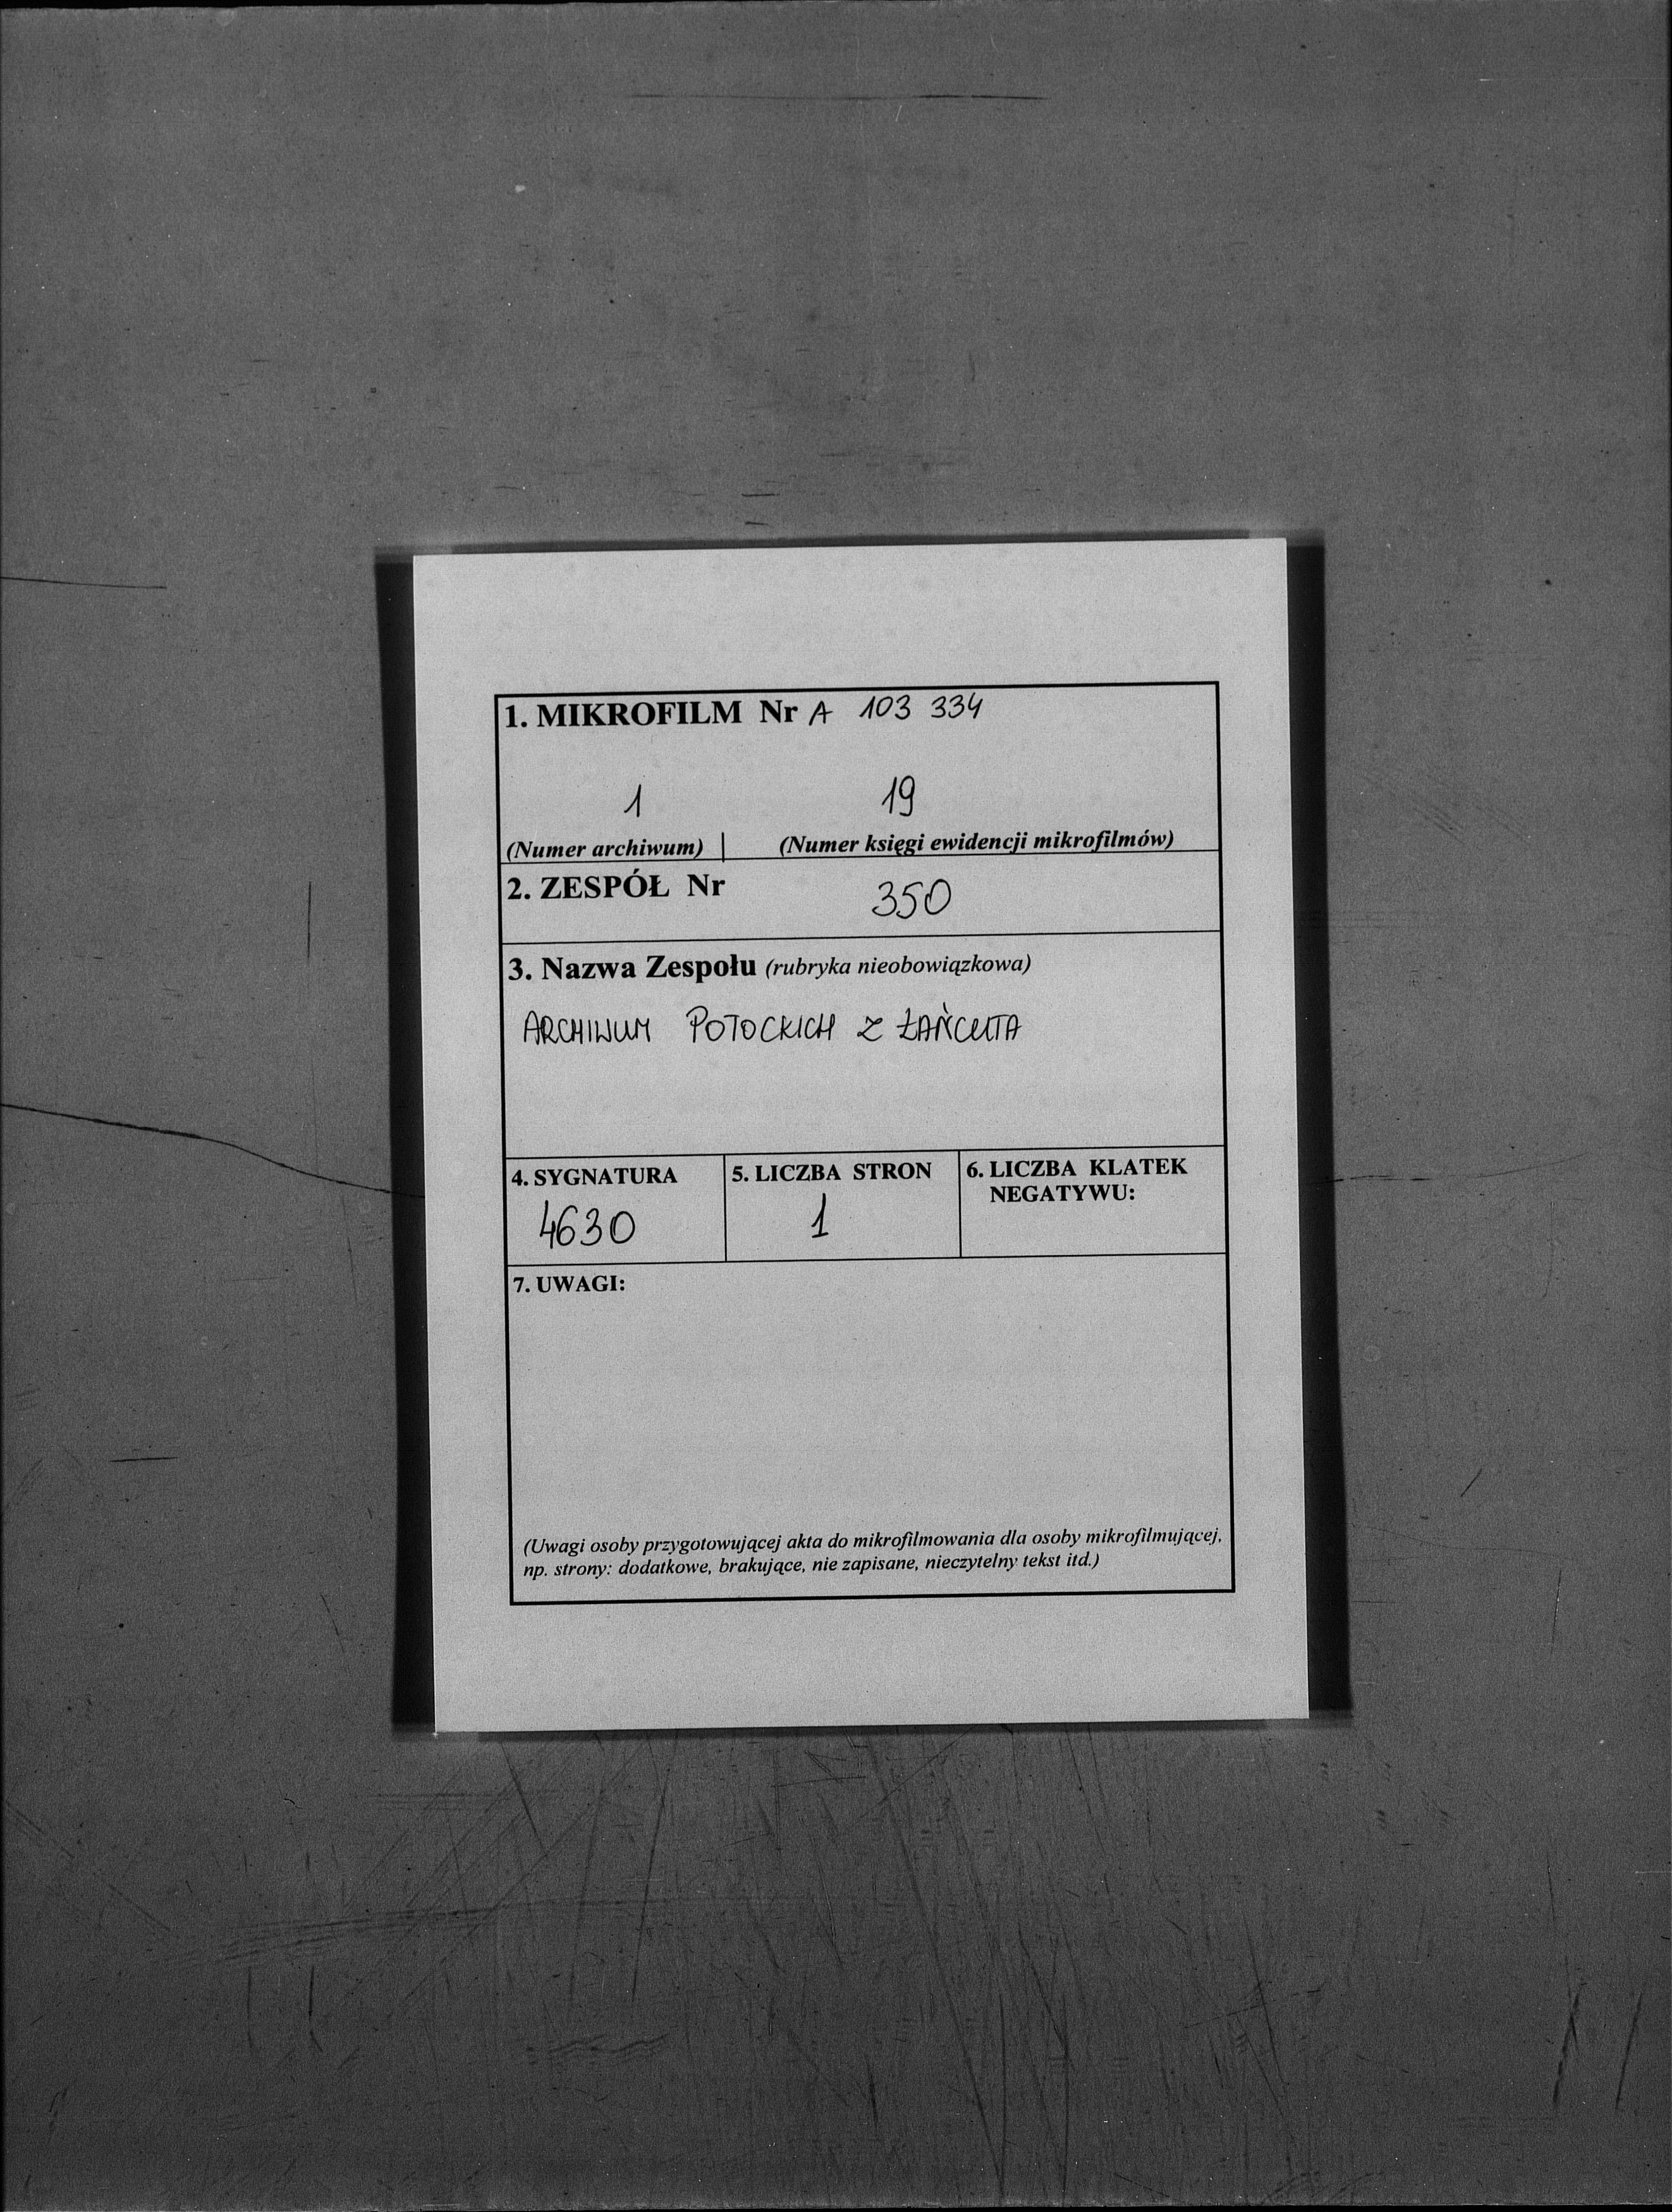 1. MIKROFILM Nr A 103 334
1 19
(Numer archiwum) | (Numer księgi ewidencji mikrofilmów)
2. ZESPÓŁ Nr 350
3. Nazwa Zespołu (rubryka nieobowiązkowa)
ARCHIWUM POTOCKICH Z ŁAŃCUTA
4. SYGNATURA 5. LICZBA STRON 6. LICZBA KLATEK
NEGATYWU:
4630 1
7. UWAGI:
(Uwagi osoby przygotowującej akta do mikrofilmowania dla osoby mikrofilmującej,
np. strony: dodatkowe, brakujące, nie zapisane, nieczytelny tekst itd.)